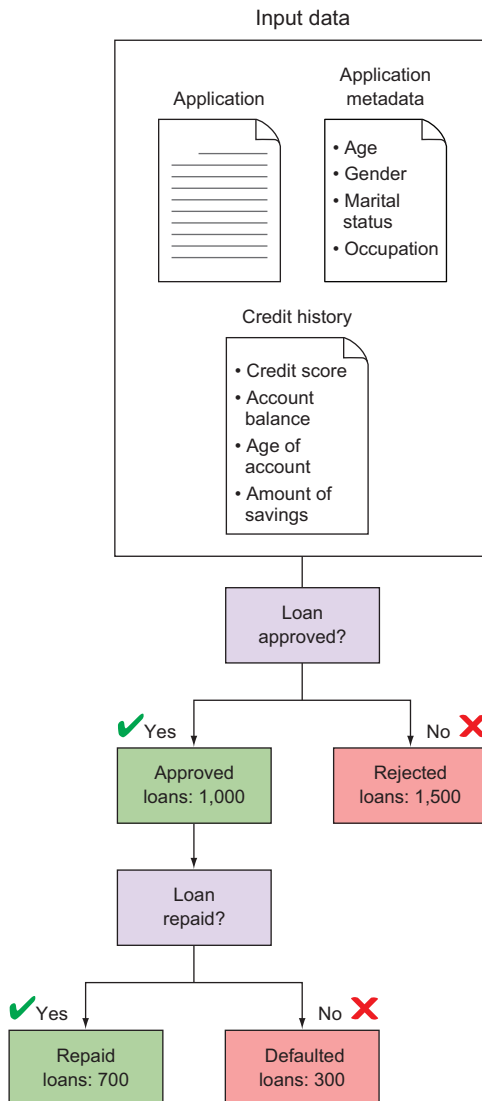 Input data
Application
Application
metadata
• Age
• Gender
• Marital
status
• Occupation
Credit history
• Credit score
• Account
balance
• Age of
account
• Amount of
savings
Loan
approved?
Yes
No
Approved
loans: 1,000
Rejected
loans: 1,500
Loan
repaid?
Yes
No
Repaid
loans: 700
Defaulted
loans: 300